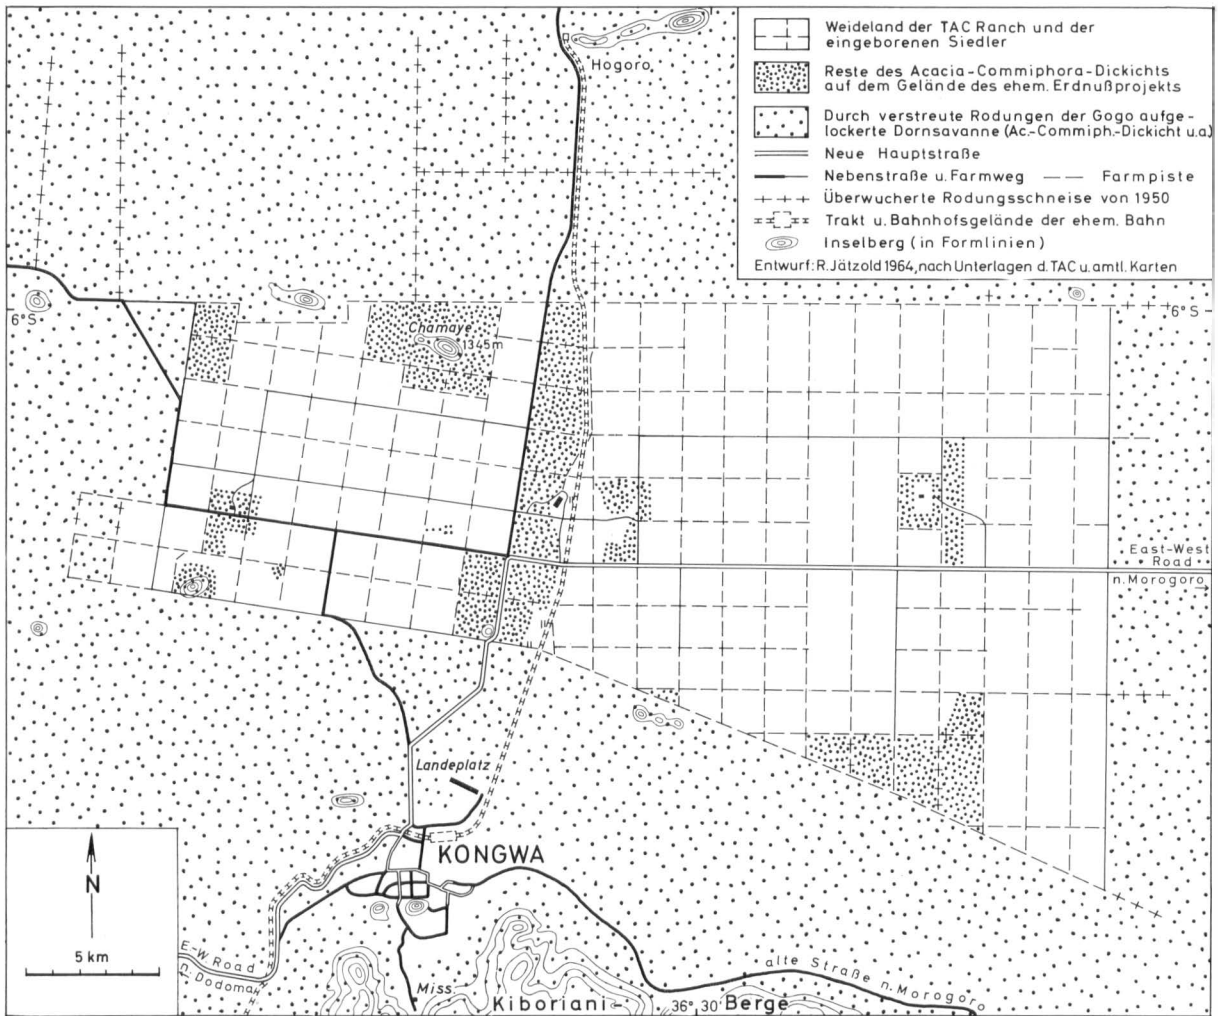 Weideland der TAC Ranch und der
eingeborenen Siedler
Reste des Acacia-Commiphora-Dickichts
auf dem Gelände des ehem. Erdnußprojekts
Durch verstreute Rodungen der Gogo aufge-
lockerte Dornsavanne (Ac.-Commiph.-Dickicht u.a.)
Neue Hauptstraße
Nebenstraße u. Farmweg
Farmpiste
Überwucherte Rodungsschneise von 1950
Trakt u. Bahnhofsgelände der ehem. Bahn
Inselberg (in Formlinien)
Entwurf: R. Jätzold 1964, nach Unterlagen d. TAC u. amtl. Karten
Hogoro
6° S
6° S
Chamaye
1345m
East-West
Road
n. Morogoro
Landeplatz
KONGWA
N
5 km
E-W. Road
n. Dodoma
Miss.
Kiboriani-
36° 30'
Berge
alte Straße n. Morogoro